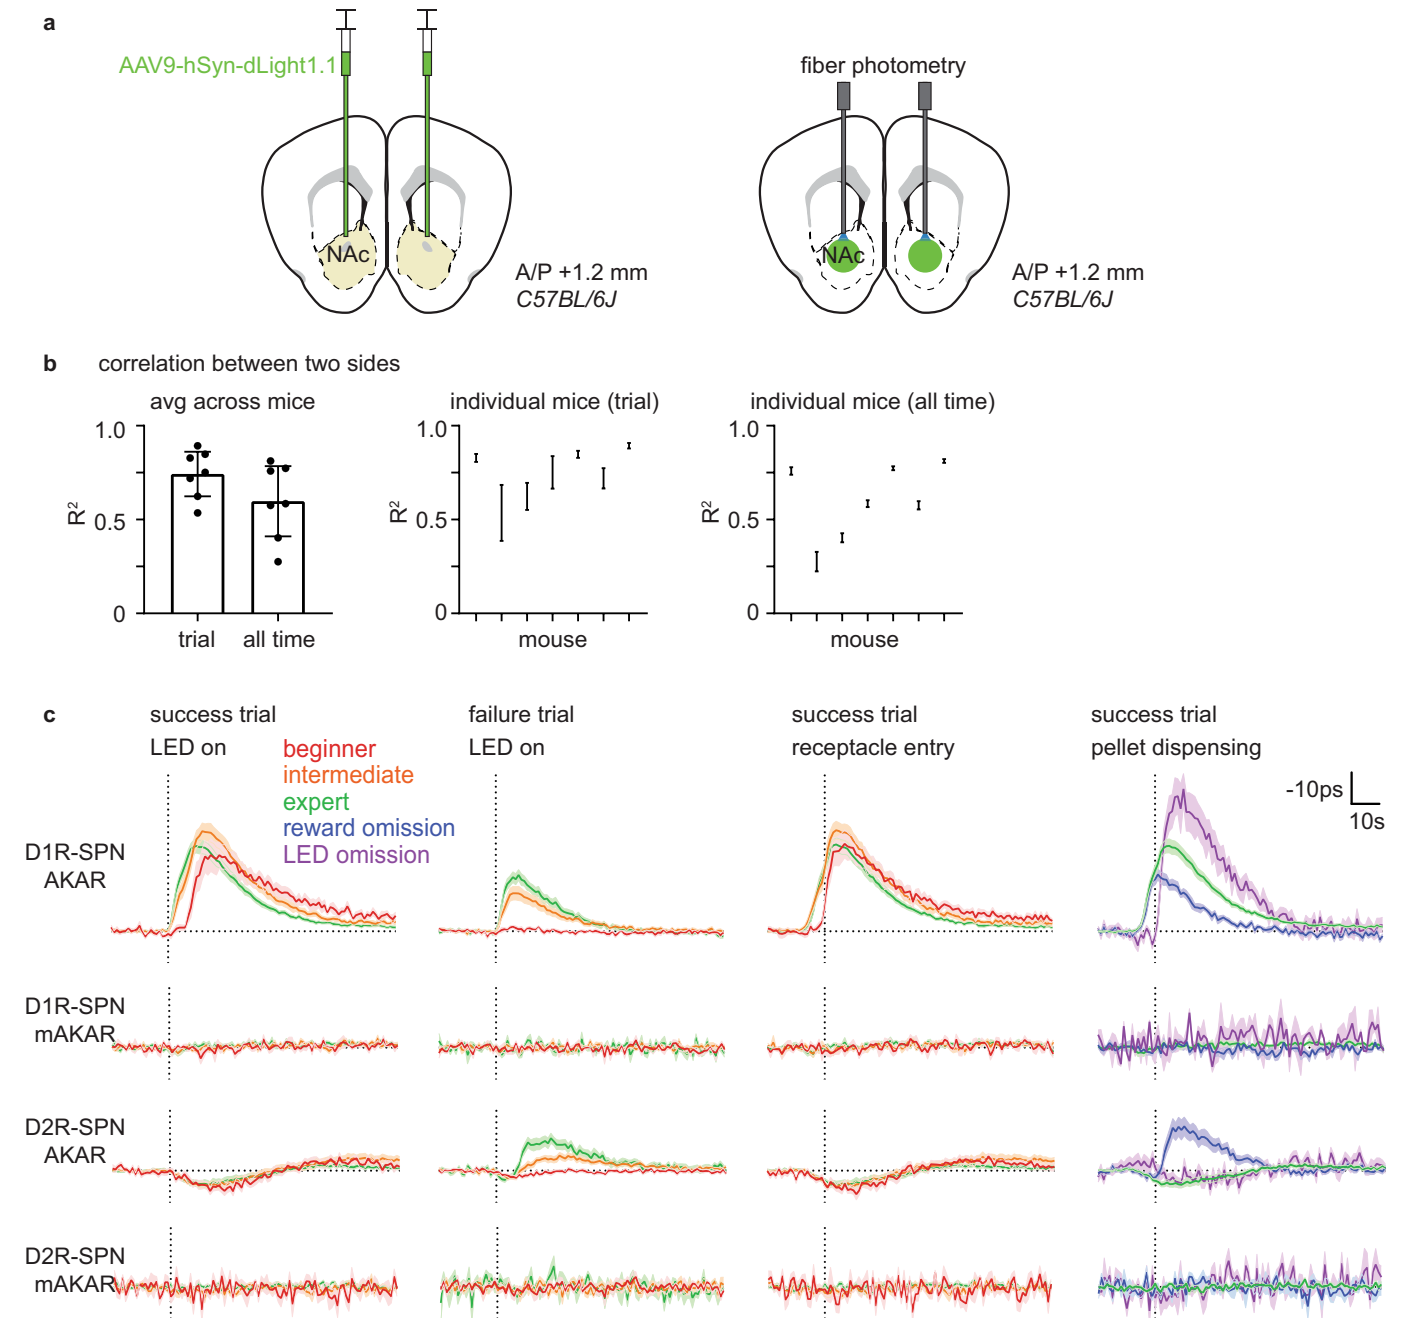 a
AAV9-hSyn-dLight1.1
fiber photometry
NAc
NAc
A/P +1.2 mm
C57BL/6J
A/P +1.2 mm
C57BL/6J
b correlation between two sides
avg across mice
individual mice (trial)
individual mice (all time)
1.0
R²
0.5
0
trial all time
1.0
R²
0.5
0
mouse
1.0
R²
0.5
0
mouse
c
success trial
LED on
failure trial
LED on
success trial
receptacle entry
success trial
pellet dispensing
beginner
intermediate
expert
reward omission
LED omission
-10ps
10s
D1R-SPN
AKAR
D1R-SPN
mAKAR
D2R-SPN
AKAR
D2R-SPN
mAKAR